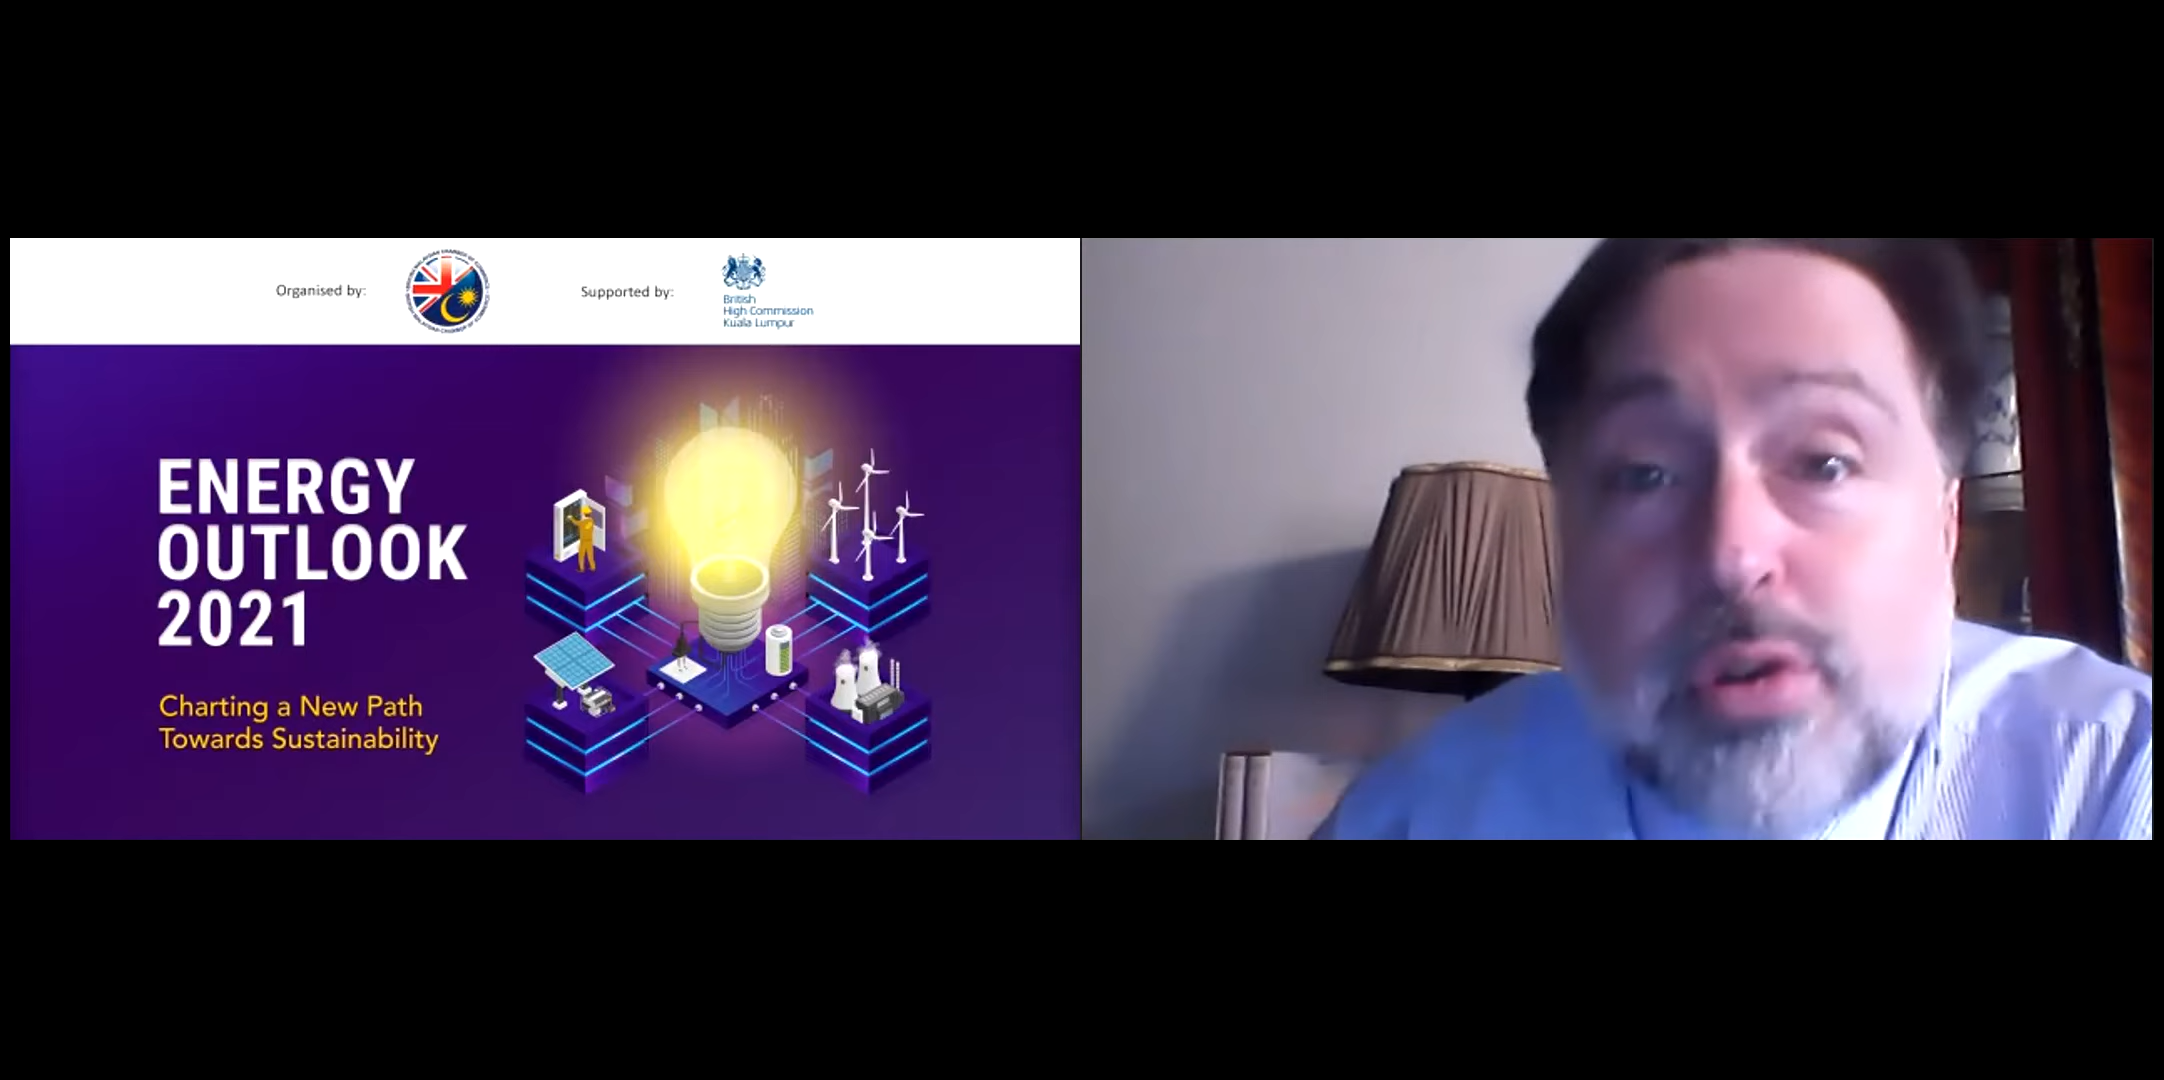 Organised by:
Supported by:
British
High Commission
Kuala Lumpur
ENERGY
OUTLOOK
2021
Charting a New Path
Towards Sustainability